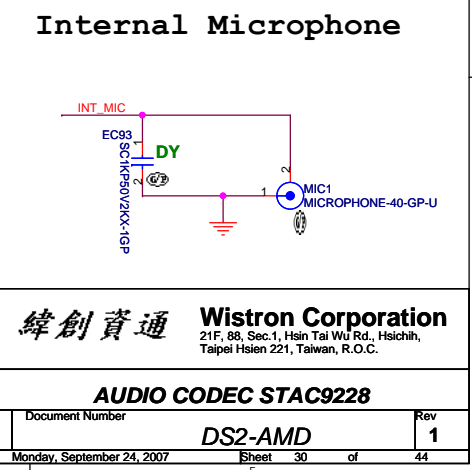 Internal Microphone
INT_MIC
EC93
SC1KP50V2KX-1GP
DY
1
2
G/P
2
1
MIC1
MICROPHONE-40-GP-U
G/P
緯創資通
Wistron Corporation
21F, 88, Sec.1, Hsin Tai Wu Rd., Hsichih,
Taipei Hsien 221, Taiwan, R.O.C.
AUDIO CODEC STAC9228
Document Number
Rev
DS2-AMD
1
Monday, September 24, 2007
Sheet 30 of 44